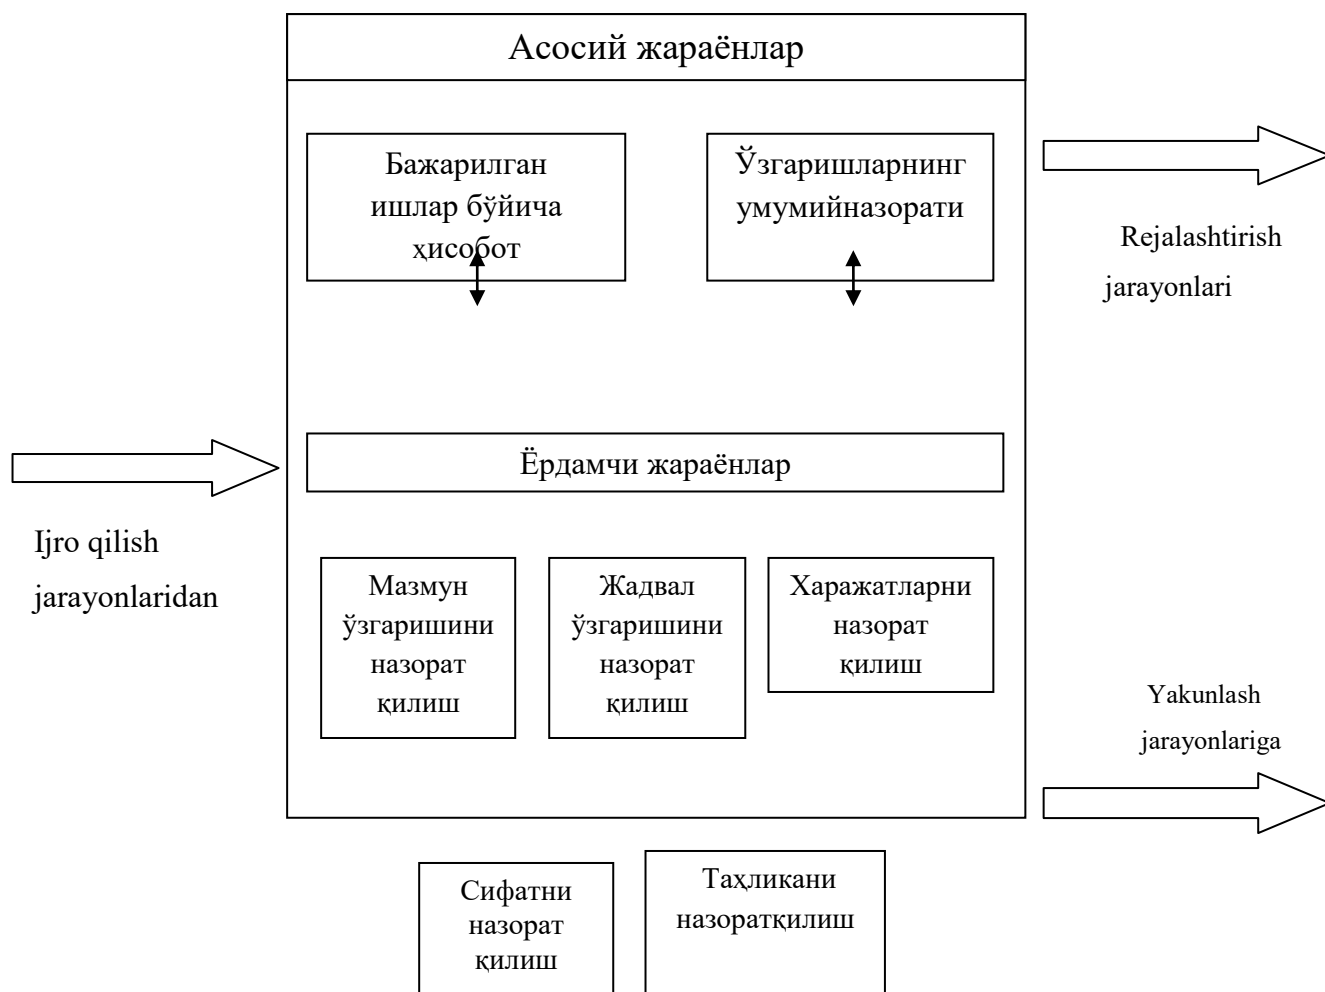 Асосий жараёнлар
Бажарилган
ишлар бўйича
ҳисобот
Ўзгаришларнинг
умумийназорати
Rejalashtirish
jarayonlari
Ёрдамчи жараёнлар
Ijro qilish
jarayonlaridan
Мазмун
ўзгаришини
назорат
қилиш
Жадвал
ўзгаришини
назорат
қилиш
Харажатларни
назорат
қилиш
Yakunlash
jarayonlariga
Сифатни
назорат
қилиш
Таҳликани
назоратқилиш